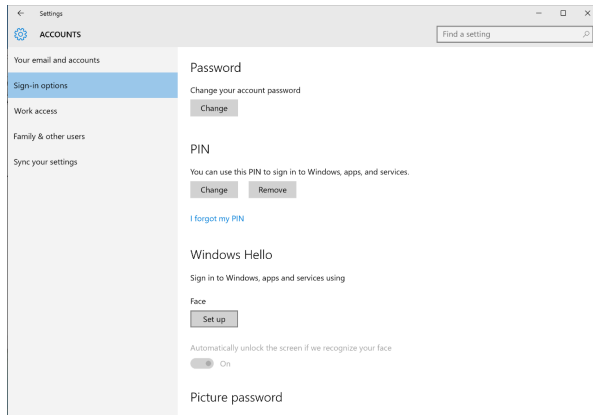 Settings
ACCOUNTS
Find a setting
Your email and accounts
Sign-in options
Work access
Family & other users
Sync your settings
Password
Change your account password
Change
PIN
You can use this PIN to sign in to Windows, apps, and services.
Change Remove
I forgot my PIN
Windows Hello
Sign in to Windows, apps and services using
Face
Set up
Automatically unlock the screen if we recognize your face
On
Picture password